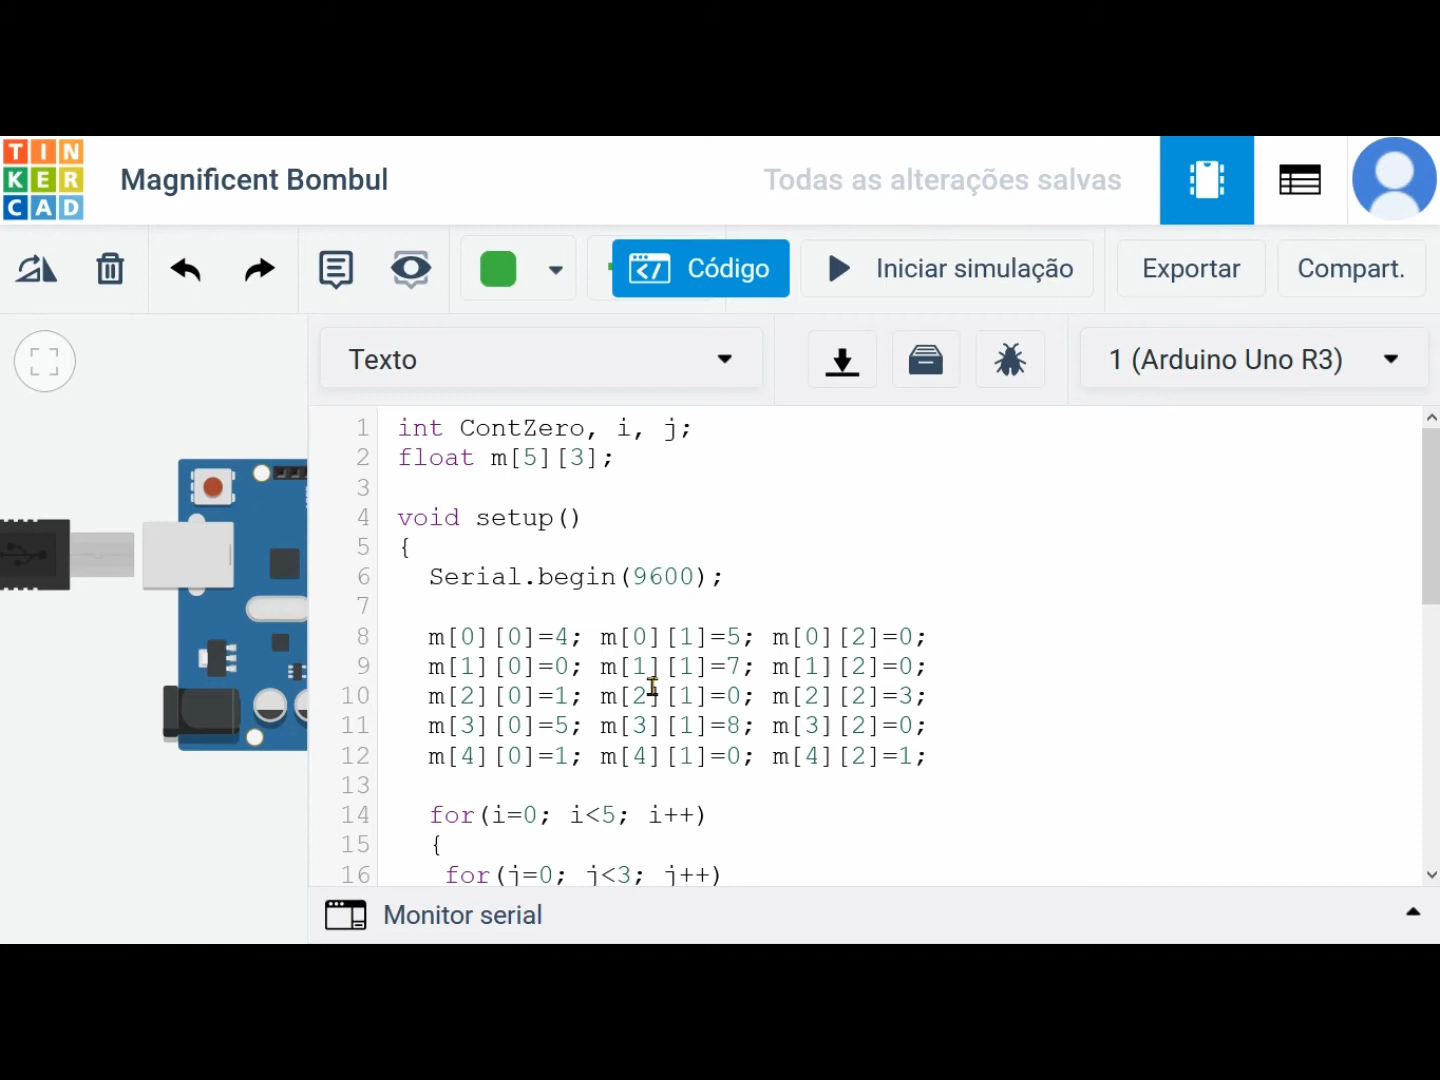 TIN
KER
CAD
Magnificent Bombul
Todas as alterações salvas
Código
Iniciar simulação
Exportar
Compart.
Texto
1 (Arduino Uno R3)
1 int ContZero, i, j;
2 float m[5][3];
3
4 void setup()
5 {
6 Serial.begin(9600);
7
8 m[0][0]=4; m[0][1]=5; m[0][2]=0;
9 m[1][0]=0; m[1][1]=7; m[1][2]=0;
10 m[2][0]=1; m[2][1]=0; m[2][2]=3;
11 m[3][0]=5; m[3][1]=8; m[3][2]=0;
12 m[4][0]=1; m[4][1]=0; m[4][2]=1;
13
14 for(i=0; i<5; i++)
15 {
16 for(j=0; j<3; j++)
Monitor serial